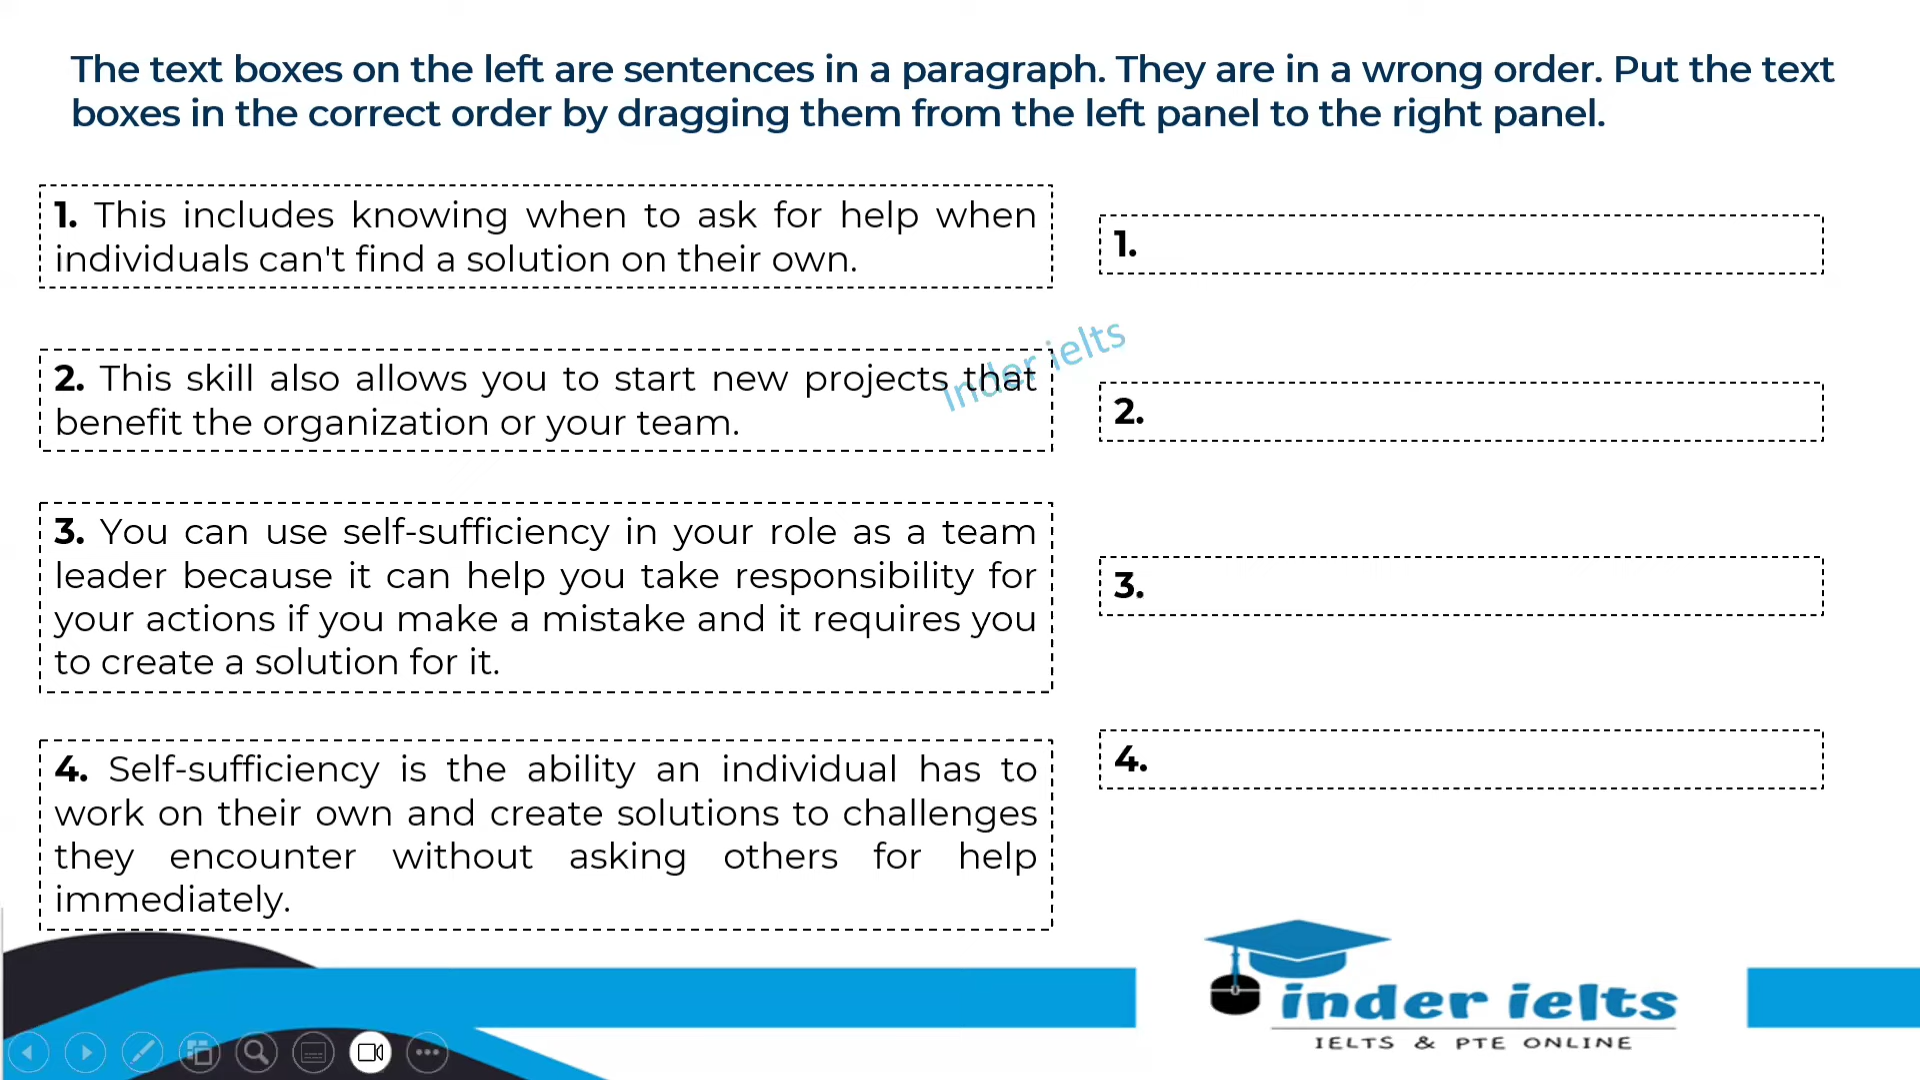 The text boxes on the left are sentences in a paragraph. They are in a wrong order. Put the text
boxes in the correct order by dragging them from the left panel to the right panel.
1. This includes knowing when to ask for help when
individuals can't find a solution on their own.
2. This skill also allows you to start new projects that
benefit the organization or your team.
3. You can use self-sufficiency in your role as a team
leader because it can help you take responsibility for
your actions if you make a mistake and it requires you
to create a solution for it.
4. Self-sufficiency is the ability an individual has to
work on their own and create solutions to challenges
they encounter without asking others for help
immediately.
inder ielts
1.
2.
3.
4.
inder ielts
IELTS & PTE ONLINE